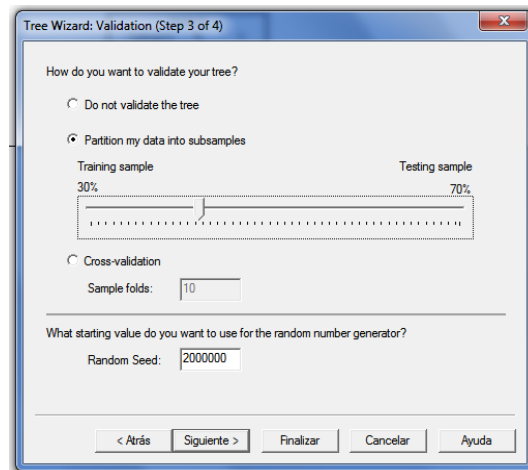 Tree Wizard: Validation (Step 3 of 4)
How do you want to validate your tree?
Do not validate the tree
Partition my data into subsamples
Training sample Testing sample
30% 70%
Cross-validation
Sample folds: 10
What starting value do you want to use for the random number generator?
Random Seed: 2000000
< Atrás Siguiente > Finalizar Cancelar Ayuda